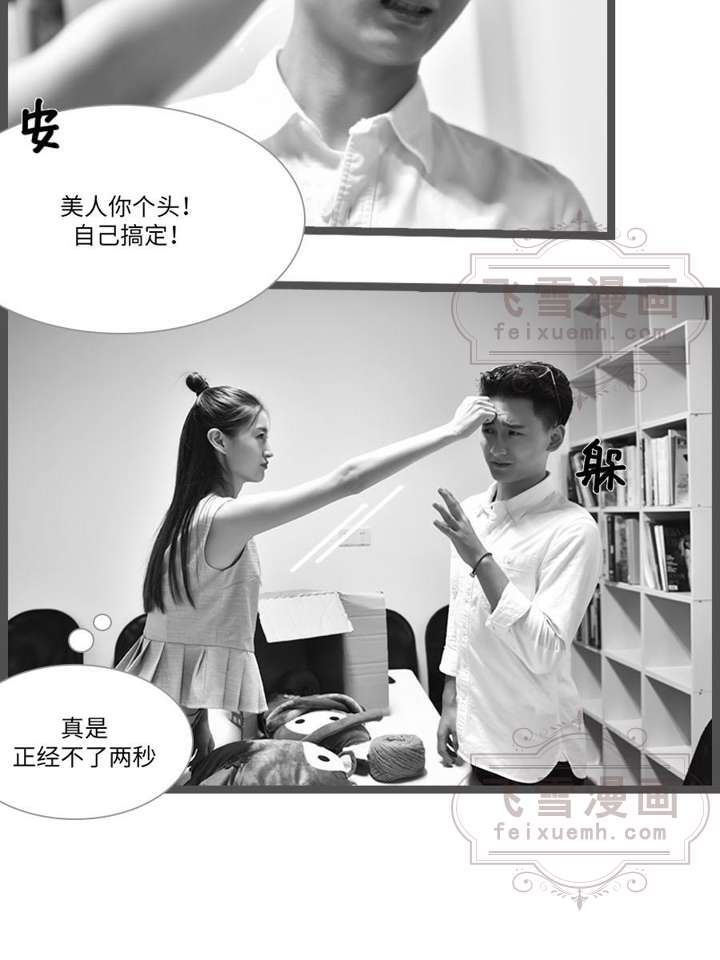 安
美人你个头！
自己搞定！
飞雪漫画
feixuemh.com
躲
真是
正经不了两秒
飞雪漫画
feixuemh.com